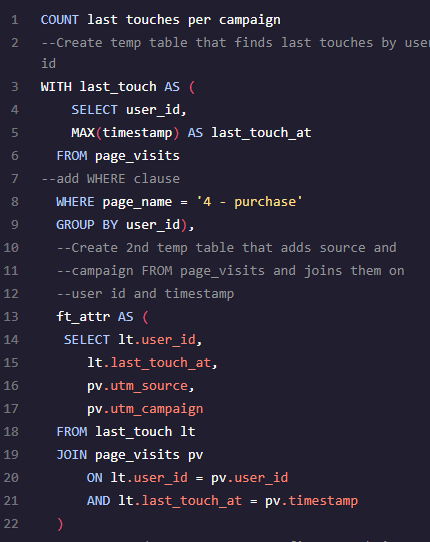 1 COUNT last touches per campaign
2 --Create temp table that finds last touches by user
id
3 WITH last_touch AS (
4 SELECT user_id,
5 MAX(timestamp) AS last_touch_at
6 FROM page_visits
7 --add WHERE clause
8 WHERE page_name = '4 - purchase'
9 GROUP BY user_id),
10 --Create 2nd temp table that adds source and
11 --campaign FROM page_visits and joins them on
12 --user id and timestamp
13 ft_attr AS (
14 SELECT lt.user_id,
15 lt.last_touch_at,
16 pv.utm_source,
17 pv.utm_campaign
18 FROM last_touch lt
19 JOIN page_visits pv
20 ON lt.user_id = pv.user_id
21 AND lt.last_touch_at = pv.timestamp
22 )